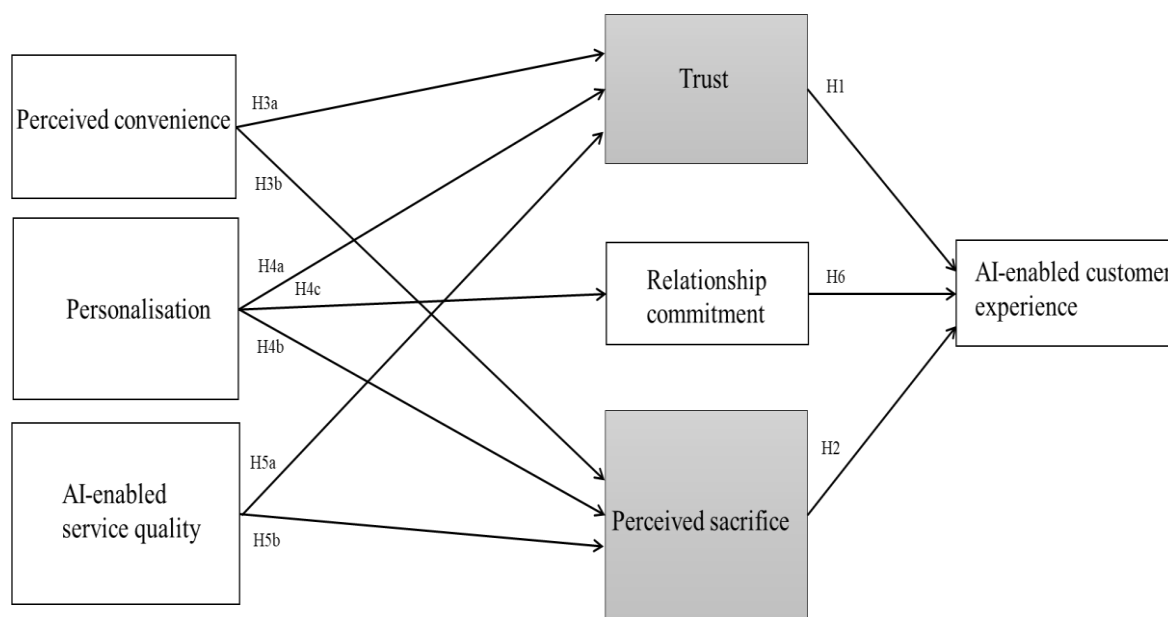 Perceived convenience
Personalisation
AI-enabled
service quality
H3a
H3b
H4a
H4c
H4b
H5a
H5b
Trust
Relationship
commitment
Perceived sacrifice
H1
H6
H2
AI-enabled customer
experience